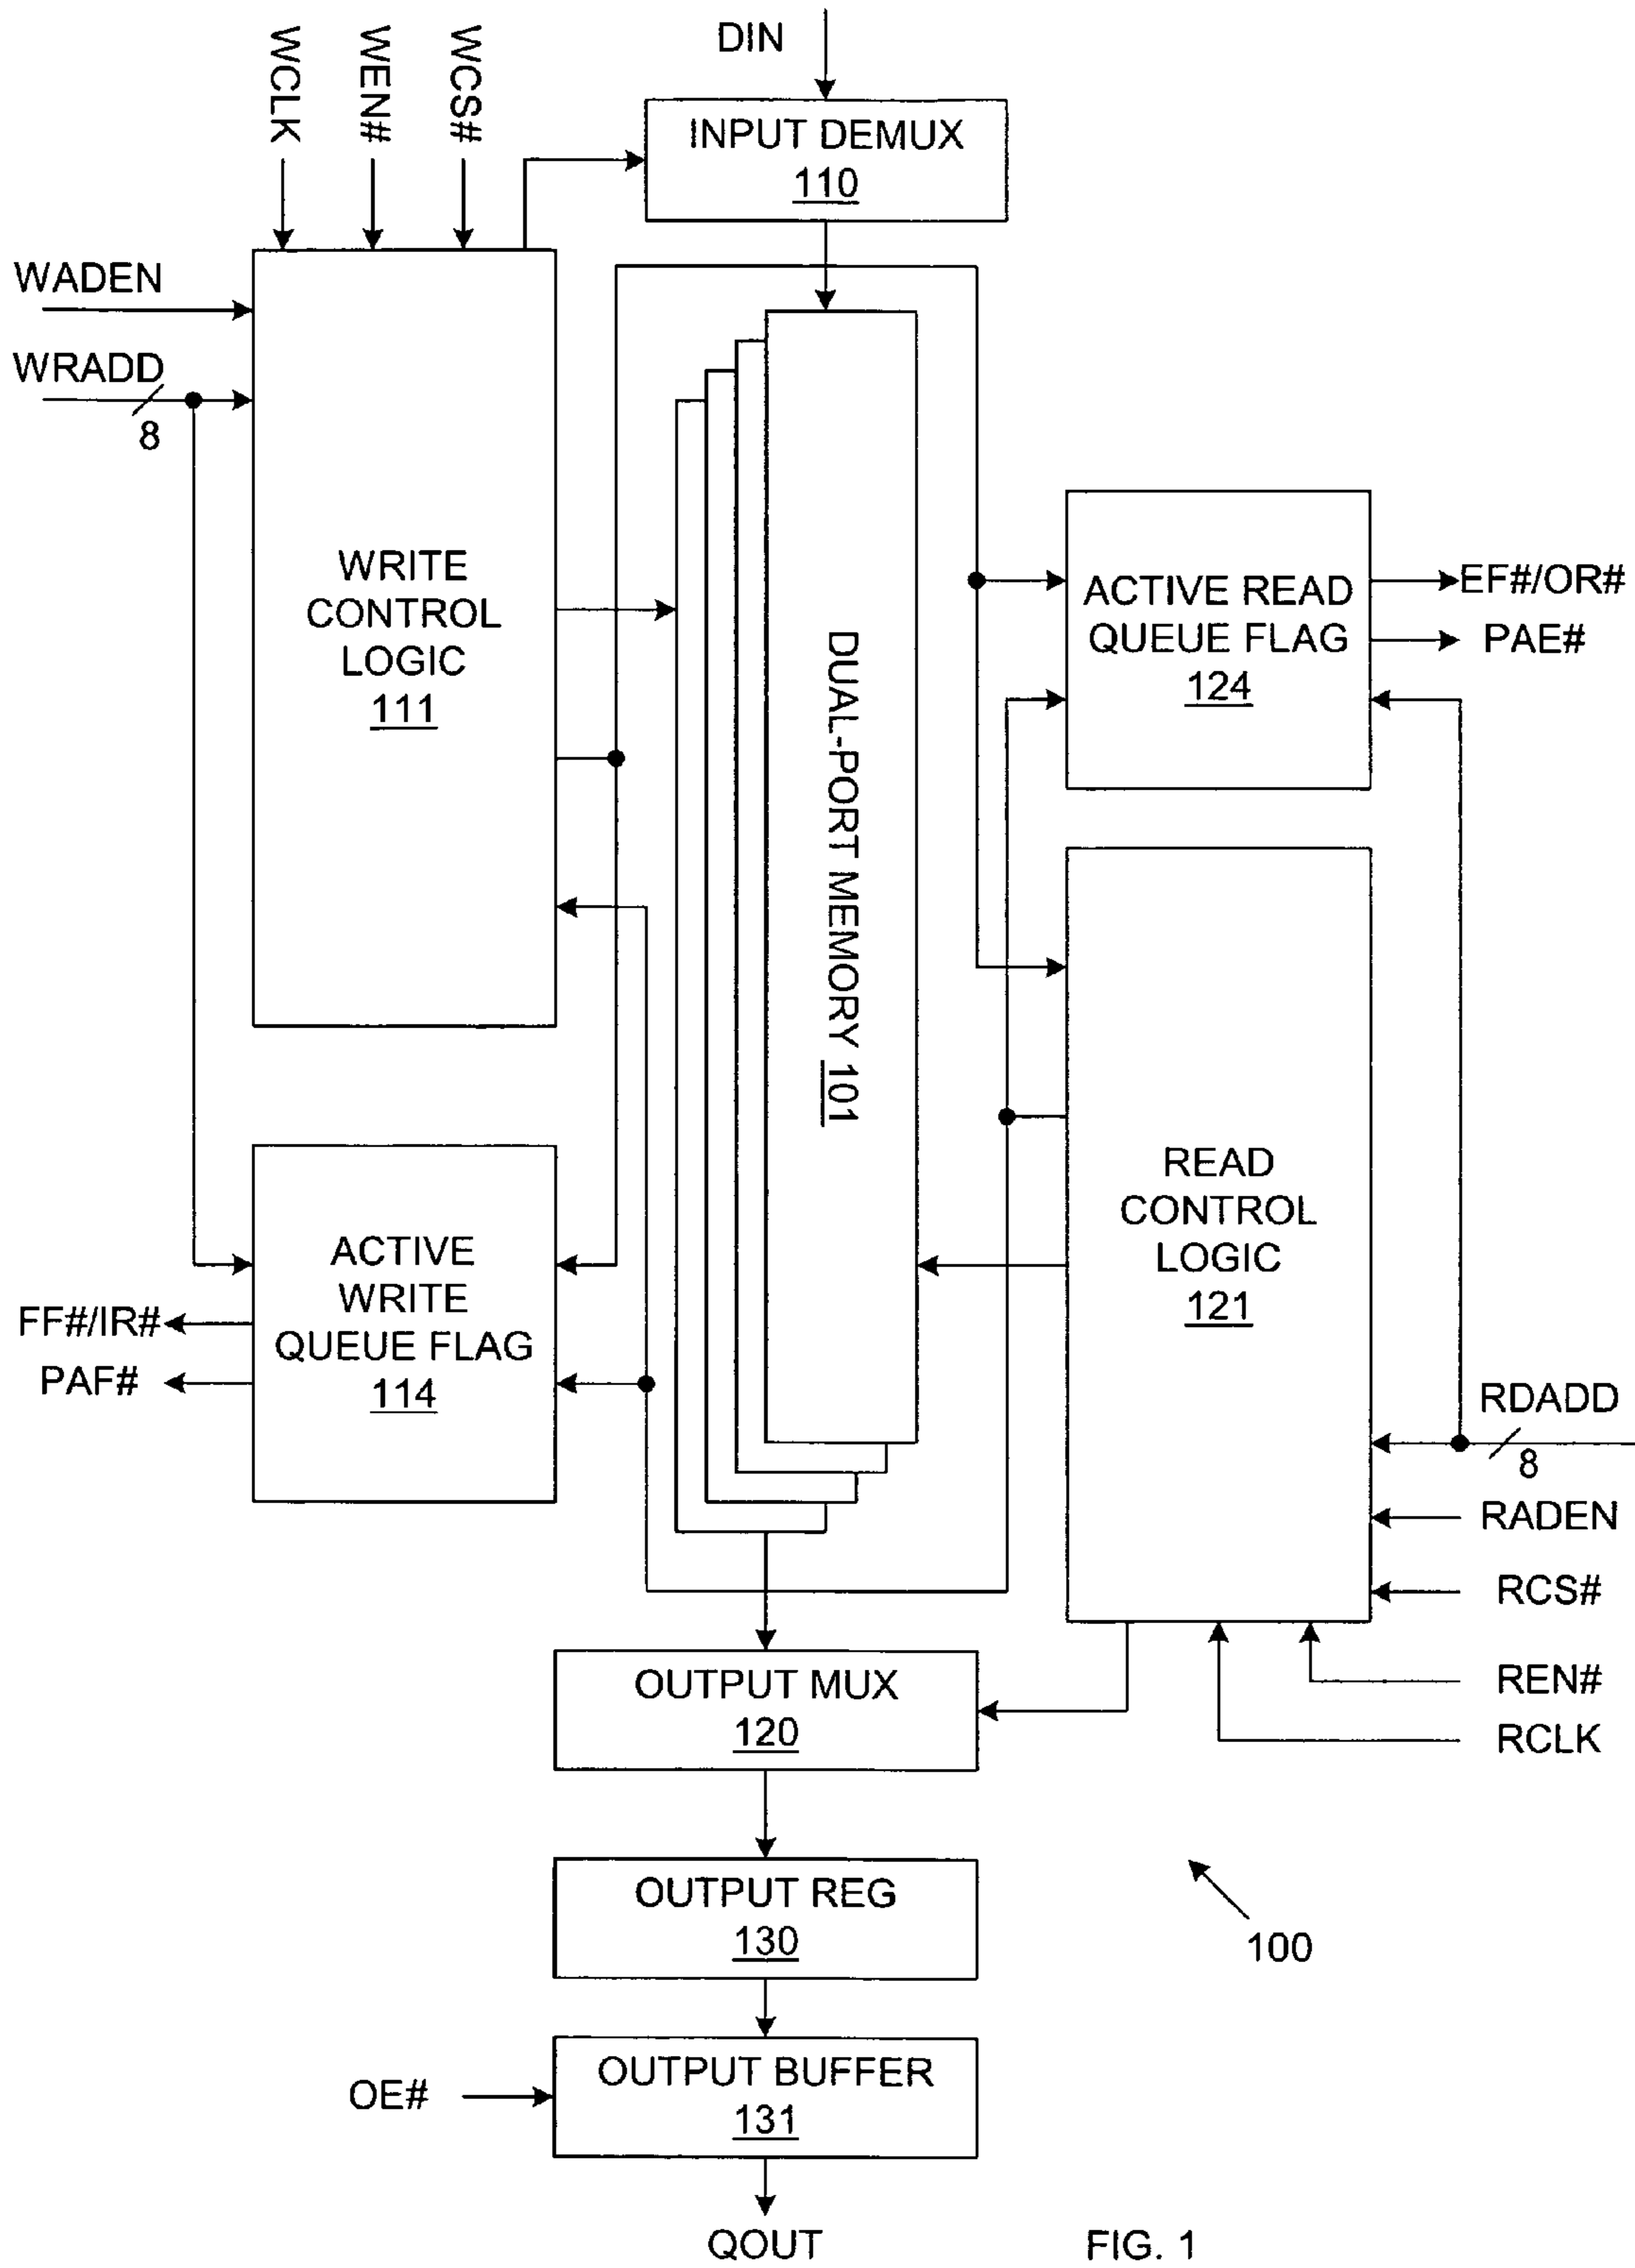 DIN
WCLK
WEN#
WCS#
INPUT DEMUX
110
WADEN
WRADD
8
WRITE
CONTROL
LOGIC
111
DUAL-PORT MEMORY 101
ACTIVE READ
QUEUE FLAG
124
EF#/OR#
PAE#
READ
CONTROL
LOGIC
121
ACTIVE
WRITE
QUEUE FLAG
114
FF#/IR#
PAF#
RDADD
8
RADEN
RCS#
REN#
RCLK
OUTPUT MUX
120
OUTPUT REG
130
100
OUTPUT BUFFER
131
OE#
QOUT
FIG. 1